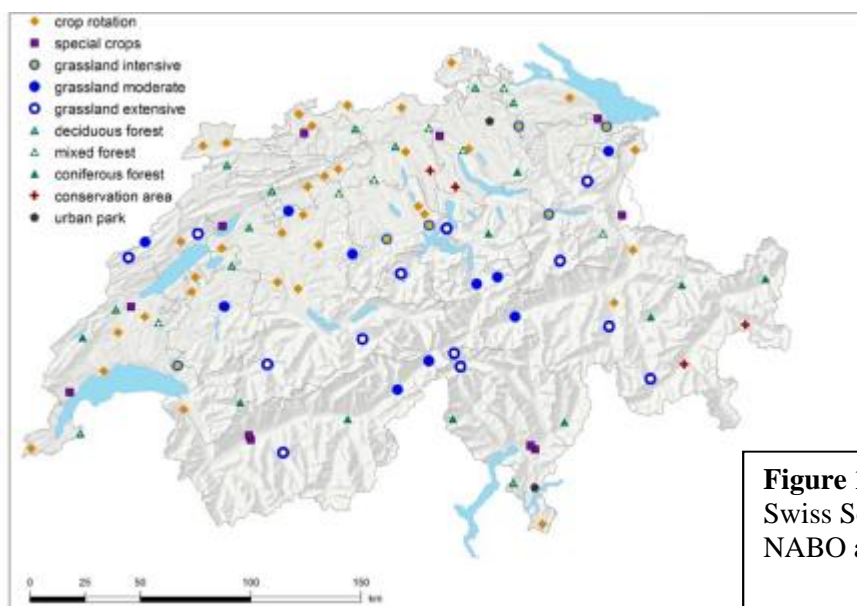 crop rotation
special crops
grassland intensive
grassland moderate
grassland extensive
deciduous forest
mixed forest
coniferous forest
conservation area
urban park
0 25 50 100 150
km
Figure
Swiss
NABO